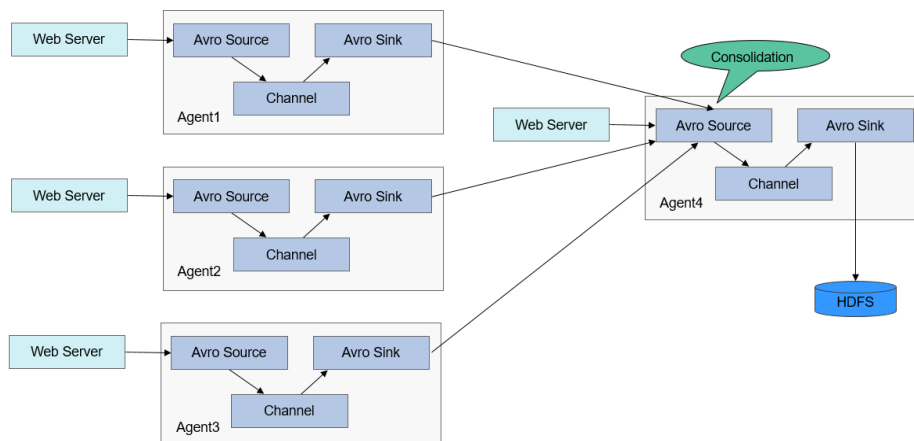 Web Server
Avro Source
Avro Sink
Channel
Agent1
Consolidation
Web Server
Avro Source
Avro Sink
Channel
Agent4
HDFS
Web Server
Avro Source
Avro Sink
Channel
Agent2
Web Server
Avro Source
Avro Sink
Channel
Agent3